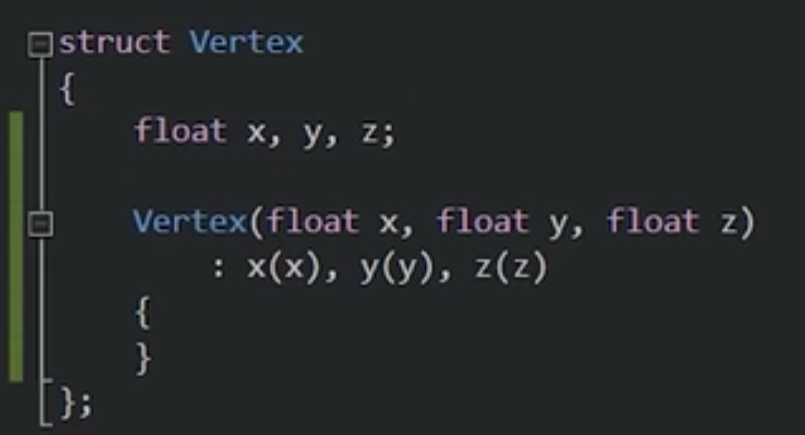 struct Vertex
{
    float x, y, z;

    Vertex(float x, float y, float z)
        : x(x), y(y), z(z)
    {
    }
};